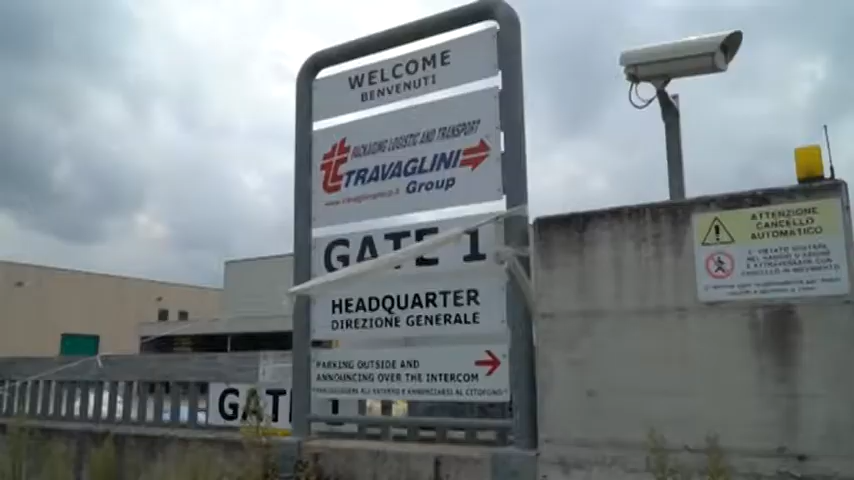 WELCOME
BENVENUTI
PACKAGING LOGISTIC AND TRANSPORT
TRAVAGLINI
Group
GATE 1
HEADQUARTER
DIREZIONE GENERALE
PARKING OUTSIDE AND
ANNOUNCING OVER THE INTERCOM
GAT
ATTENZIONE
CANCELLO
AUTOMATICO